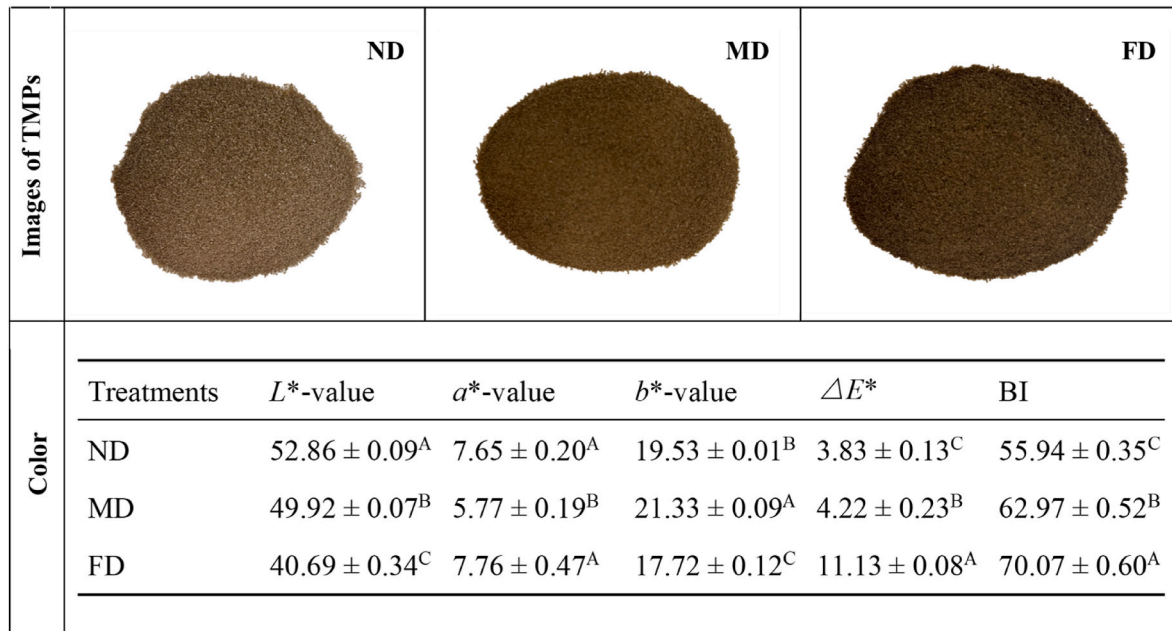 Images of TMPs
ND
MD
FD
Color
Treatments L*-value a*-value b*-value △E* BI
ND 52.86 ± 0.09ᴬ 7.65 ± 0.20ᴬ 19.53 ± 0.01ᴮ 3.83 ± 0.13ᶜ 55.94 ± 0.35ᶜ
MD 49.92 ± 0.07ᴮ 5.77 ± 0.19ᴮ 21.33 ± 0.09ᴬ 4.22 ± 0.23ᴮ 62.97 ± 0.52ᴮ
FD 40.69 ± 0.34ᶜ 7.76 ± 0.47ᴬ 17.72 ± 0.12ᶜ 11.13 ± 0.08ᴬ 70.07 ± 0.60ᴬ